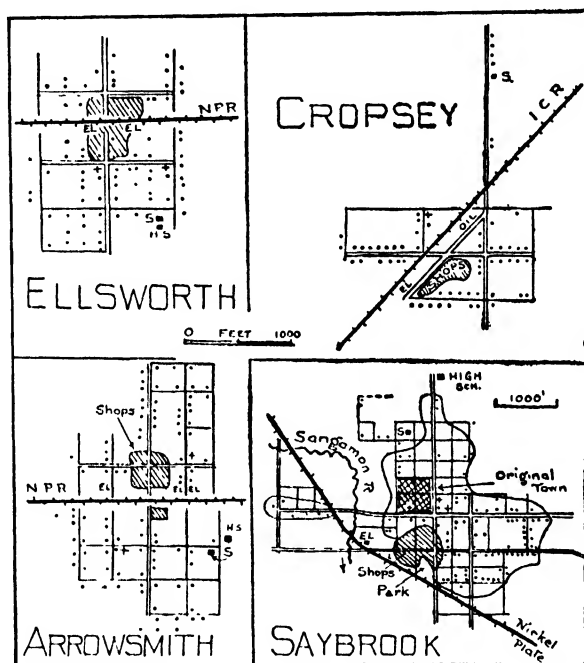 NPR
EL
EL
S
HS
ELLSWORTH
CROPSEY
S.
ICR
OIL
EL
SHOPS
0 FEET 1000
Shops
NPR
EL
EL
EL
HS
S
ARROWSMITH
HIGH
SCH.
1000'
S
Sangamon R
Original
Town
EL
Shops
Park
Nickel
Plate
SAYBROOK